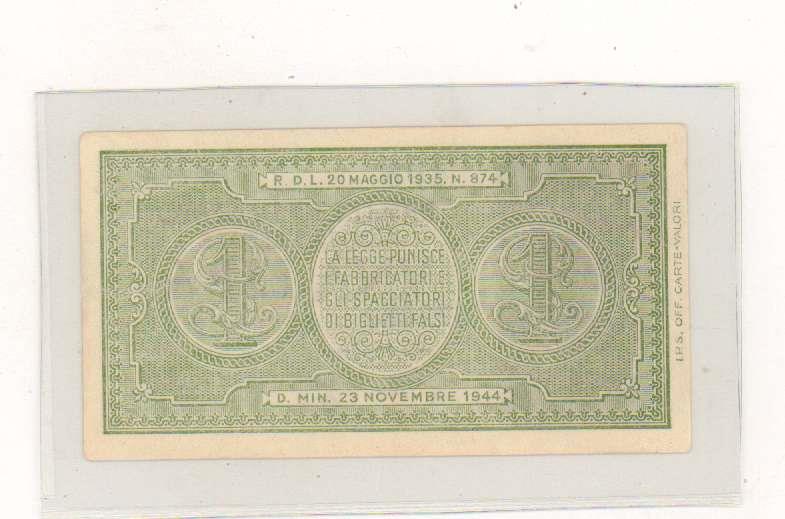 R. D. L. 20 MAGGIO 1935, N. 874
1
LA LEGGE PUNISCE
I FABBRICATORI E
GLI SPACCIATORI
DI BIGLIETTI FALSI
1
D. MIN. 23 NOVEMBRE 1944
I.P.S. OFF. CARTE-VALORI